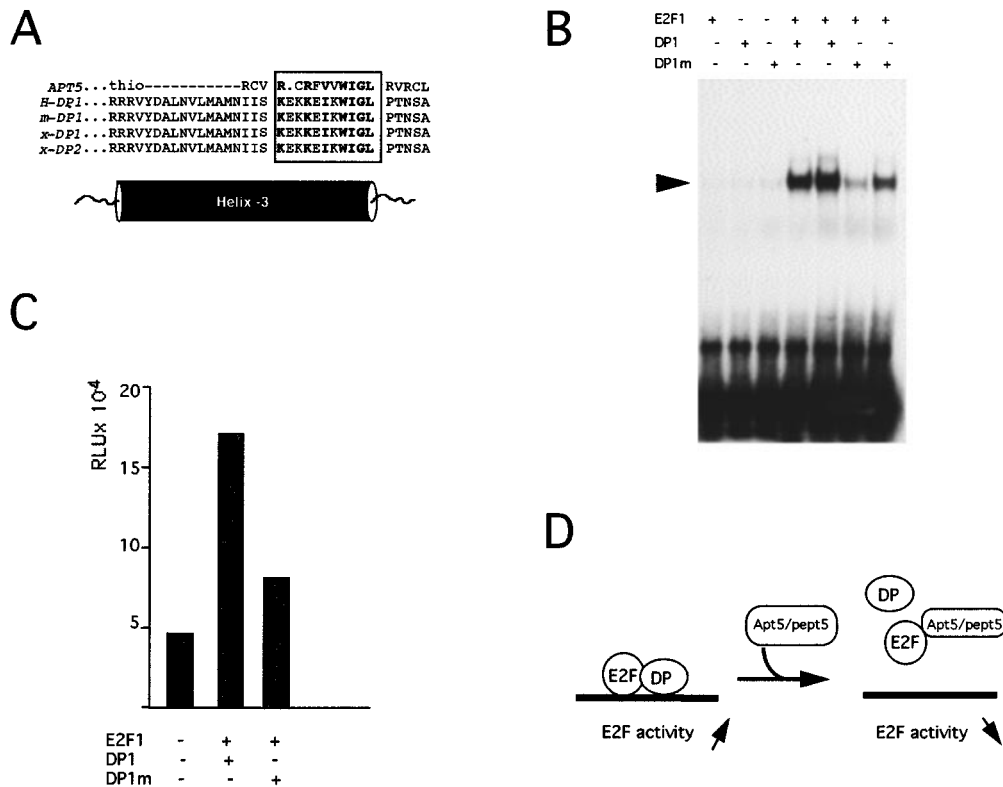 A
APT5...thio------------RCV R.CRFVVWIGL RVRCL
H-DP1...RRRVYDALNVLMAMNIIS KEKKEIKWIGL PTNSA
m-DP1...RRRVYDALNVLMAMNIIS KEKKEIKWIGL PTNSA
x-DP1...RRRVYDALNVLMAMNIIS KEKKEIKWIGL PTNSA
x-DP2...RRRVYDALNVLMAMNIIS KEKKEIKWIGL PTNSA
Helix -3
B
E2F1 + - - + + + +
DP1 - + - + + - -
DP1m - - + - - + +
C
RLUx 10-4
20
15
10
5
E2F1 - + +
DP1 - + -
DP1m - - +
D
E2F DP
E2F activity
Apt5/pept5
DP
E2F Apt5/pept5
E2F activity